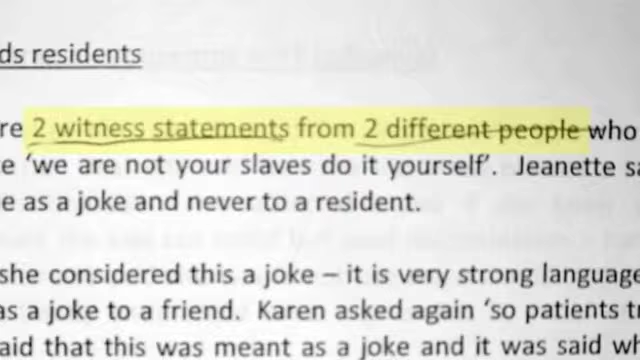 ds residents
re 2 witness statements from 2 different people who
e 'we are not your slaves do it yourself'. Jeanette sa
e as a joke and never to a resident.
she considered this a joke – it is very strong language
as a joke to a friend. Karen asked again 'so patients tr
aid that this was meant as a joke and it was said wh